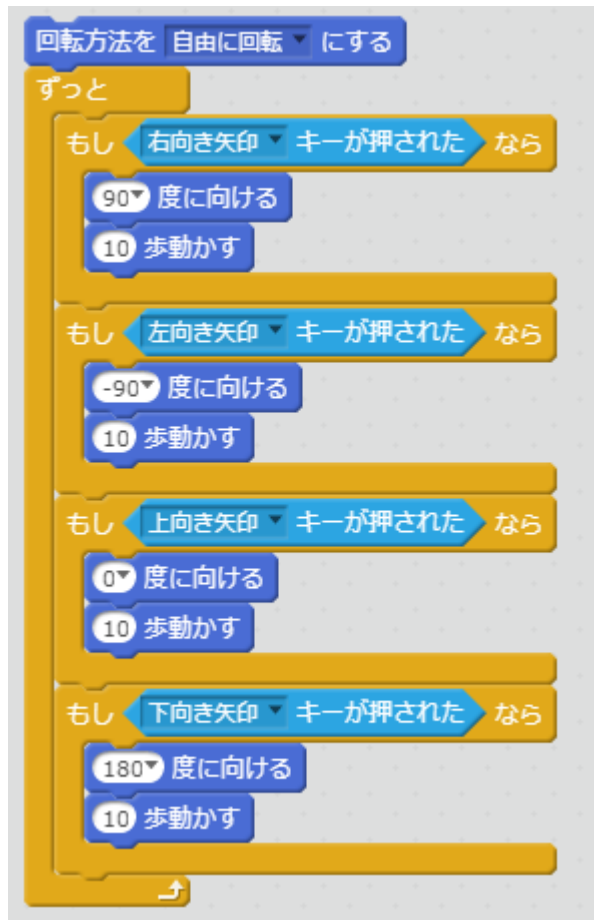 回転方法を 自由に回転 にする
ずっと
もし 右向き矢印 キーが押された なら
90 度に向ける
10 歩動かす
もし 左向き矢印 キーが押された なら
-90 度に向ける
10 歩動かす
もし 上向き矢印 キーが押された なら
0 度に向ける
10 歩動かす
もし 下向き矢印 キーが押された なら
180 度に向ける
10 歩動かす